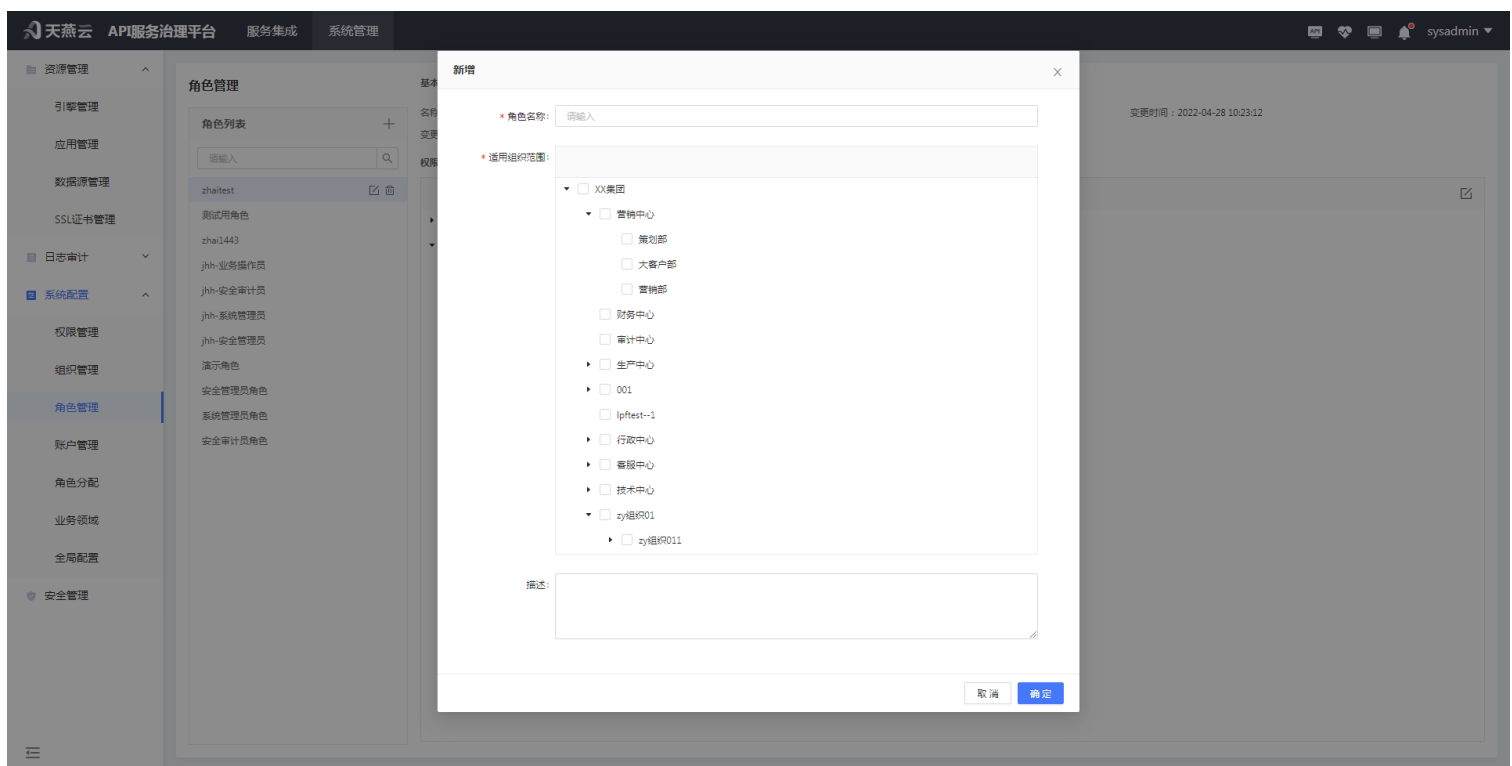 天燕云 API服务治理平台 服务集成 系统管理 API sysadmin
资源管理
引擎管理
应用管理
数据源管理
SSL证书管理
日志审计
系统配置
权限管理
组织管理
角色管理
账户管理
角色分配
业务领域
全局配置
安全管理
角色管理
角色列表
请输入
zhaitest
测试用角色
zhai1443
jhh-业务操作员
jhh-安全审计员
jhh-系统管理员
jhh-安全管理员
演示角色
安全管理员角色
系统管理员角色
安全审计员角色
基本
名称
变更
权限
变更时间：2022-04-28 10:23:12
新增
* 角色名称: 请输入
* 适用组织范围:
XX集团
营销中心
策划部
大客户部
营销部
财务中心
审计中心
生产中心
001
lpftest--1
行政中心
客服中心
技术中心
zy组织01
zy组织011
描述:
取消 确定